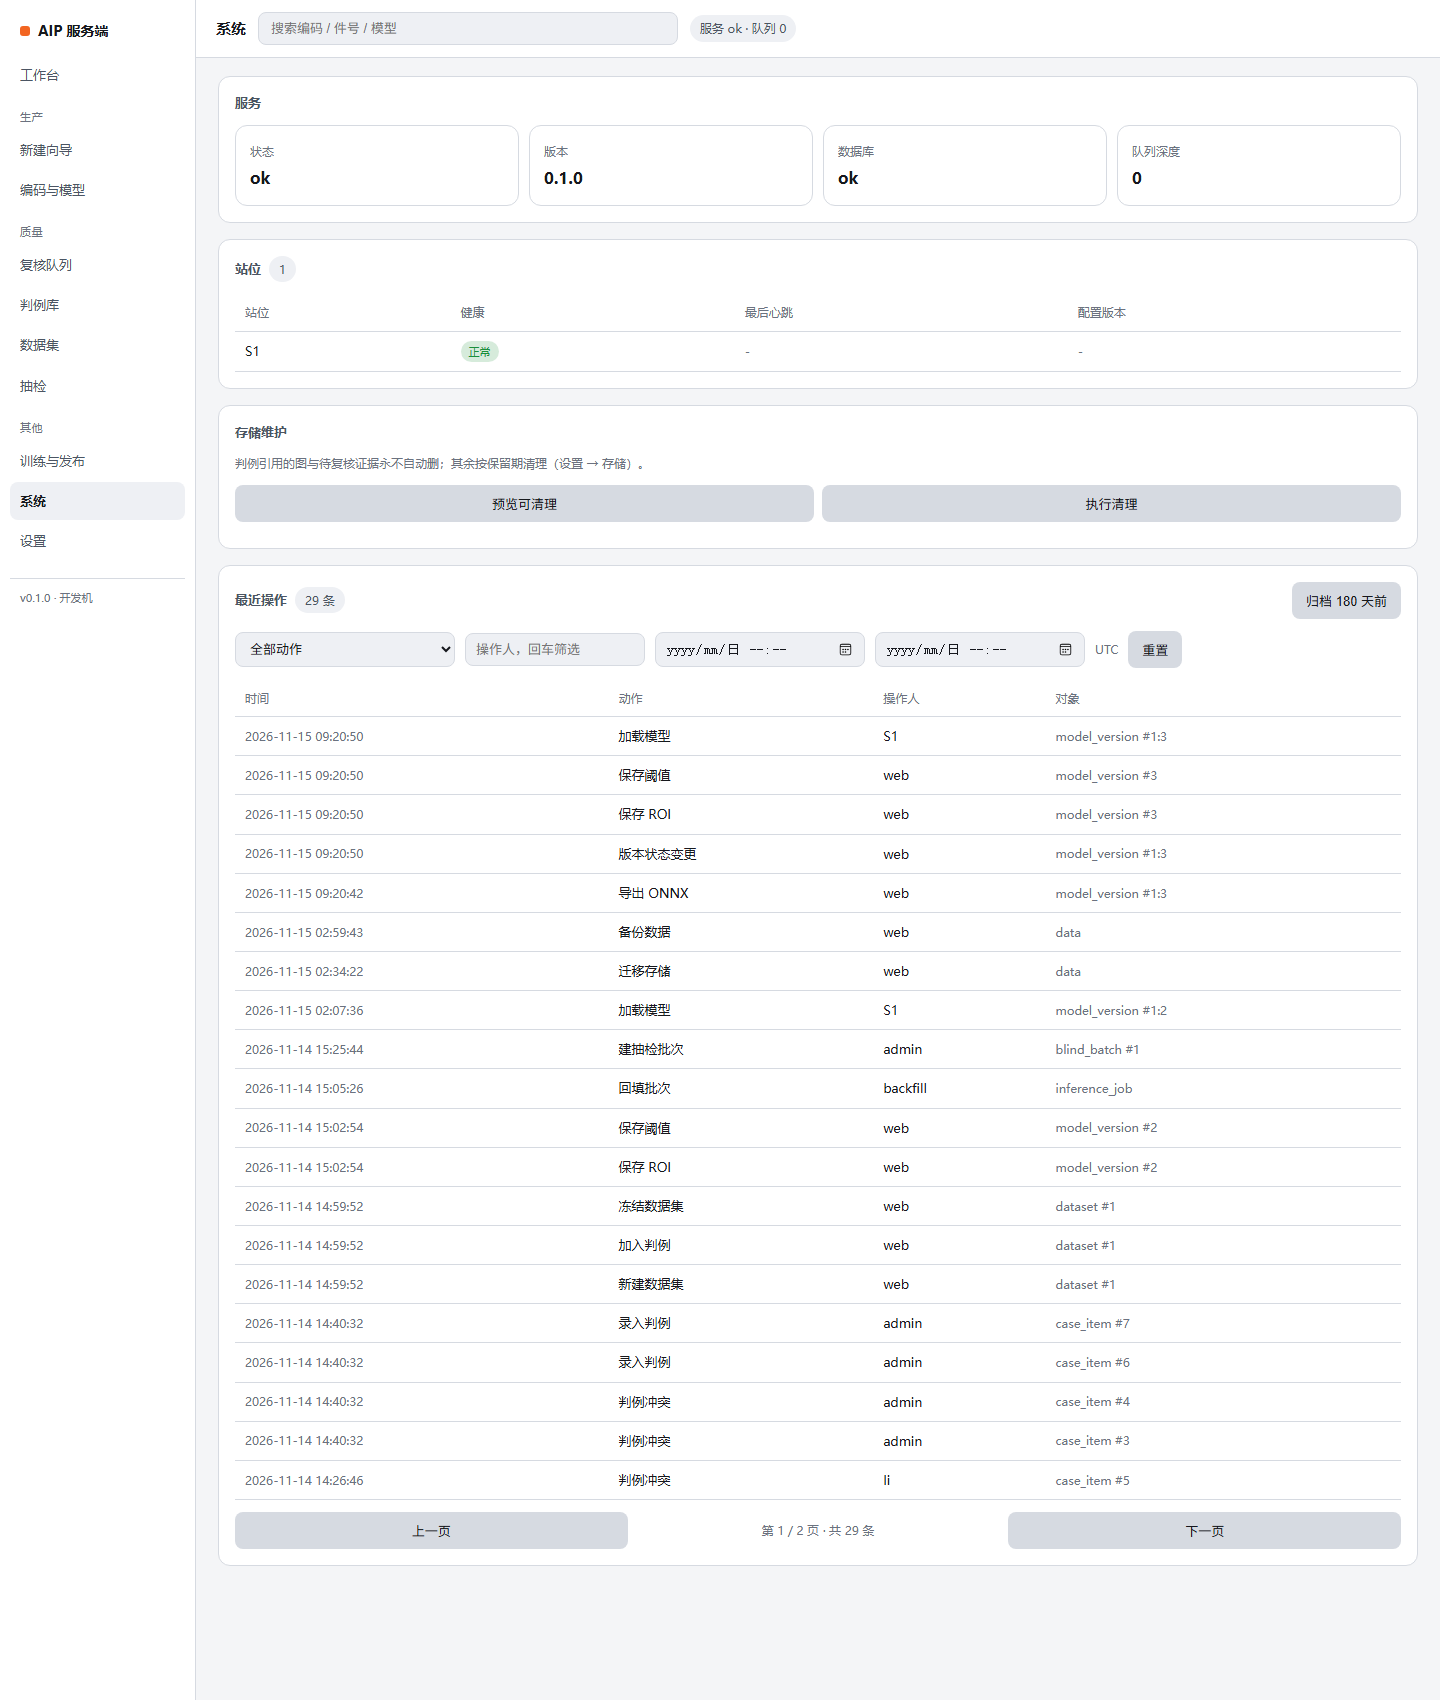 AIP 服务端
工作台
生产
新建向导
编码与模型
质量
复核队列
判例库
数据集
抽检
其他
训练与发布
系统
设置
v0.1.0 · 开发机
系统 搜索编码 / 件号 / 模型 服务 ok · 队列 0
服务
状态 版本 数据库 队列深度
ok 0.1.0 ok 0
站位 1
站位 健康 最后心跳 配置版本
S1 正常 - -
存储维护
判例引用的图与待复核证据永不自动删；其余按保留期清理（设置 → 存储）。
预览可清理 执行清理
最近操作 29 条 归档 180 天前
全部动作 操作人，回车筛选 yyyy/mm/日 --:-- yyyy/mm/日 --:-- UTC 重置
时间 动作 操作人 对象
2026-11-15 09:20:50 加载模型 S1 model_version #1:3
2026-11-15 09:20:50 保存阈值 web model_version #3
2026-11-15 09:20:50 保存 ROI web model_version #3
2026-11-15 09:20:50 版本状态变更 web model_version #1:3
2026-11-15 09:20:42 导出 ONNX web model_version #1:3
2026-11-15 02:59:43 备份数据 web data
2026-11-15 02:34:22 迁移存储 web data
2026-11-15 02:07:36 加载模型 S1 model_version #1:2
2026-11-14 15:25:44 建抽检批次 admin blind_batch #1
2026-11-14 15:05:26 回填批次 backfill inference_job
2026-11-14 15:02:54 保存阈值 web model_version #2
2026-11-14 15:02:54 保存 ROI web model_version #2
2026-11-14 14:59:52 冻结数据集 web dataset #1
2026-11-14 14:59:52 加入判例 web dataset #1
2026-11-14 14:59:52 新建数据集 web dataset #1
2026-11-14 14:40:32 录入判例 admin case_item #7
2026-11-14 14:40:32 录入判例 admin case_item #6
2026-11-14 14:40:32 判例冲突 admin case_item #4
2026-11-14 14:40:32 判例冲突 admin case_item #3
2026-11-14 14:26:46 判例冲突 li case_item #5
上一页 第 1 / 2 页 · 共 29 条 下一页